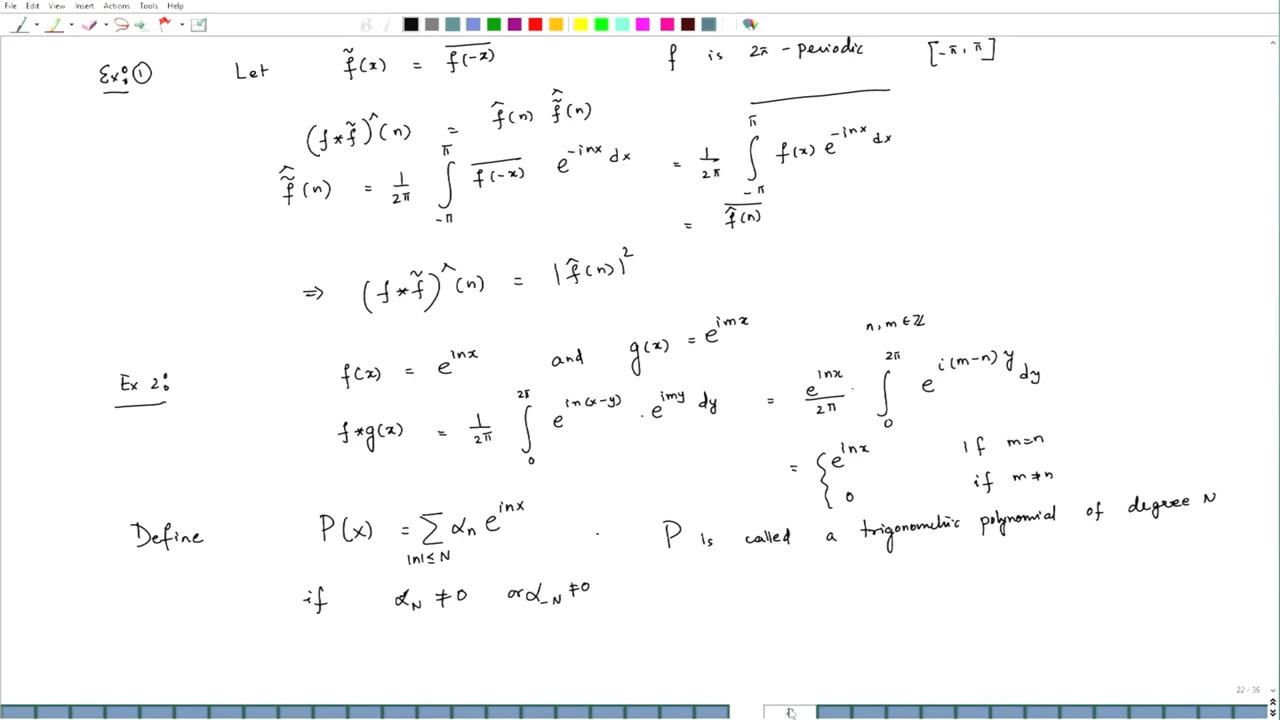 File Edit View Insert Actions Tools Help
Ex: ① Let f̃(x) = \overline{f(-x)} f is 2π - periodic [-π, π]
(f * f̃)^(n) = f̂(n) f̃^(n)
f̃^(n) = 1/2π ∫_{-π}^{π} \overline{f(-x)} e^{-inx} dx = \overline{1/2π ∫_{-π}^{π} f(x) e^{-inx} dx}
= \overline{f̂(n)}
⇒ (f * f̃)^(n) = |f̂(n)|²
Ex 2: f(x) = e^{inx} and g(x) = e^{imx} n, m ∈ ℤ
f*g(x) = 1/2π ∫_0^{2π} e^{in(x-y)} · e^{imy} dy = e^{inx}/2π · ∫_0^{2π} e^{i(m-n)y} dy
= { e^{inx} if m=n
0 if m≠n
Define P(x) = ∑_{|n|≤N} α_n e^{inx} . P is called a trigonometric polynomial of degree N
if α_N ≠ 0 or α_{-N} ≠ 0
22 / 36